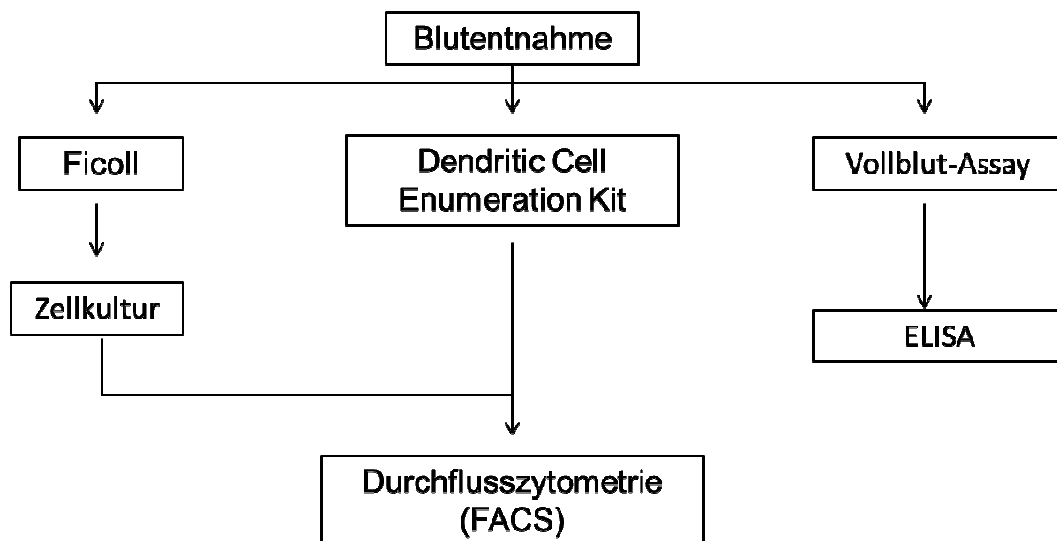 Blutentnahme
Ficoll
Dendritic Cell
Enumeration Kit
Vollblut-Assay
Zellkultur
ELISA
Durchflusszytometrie
(FACS)